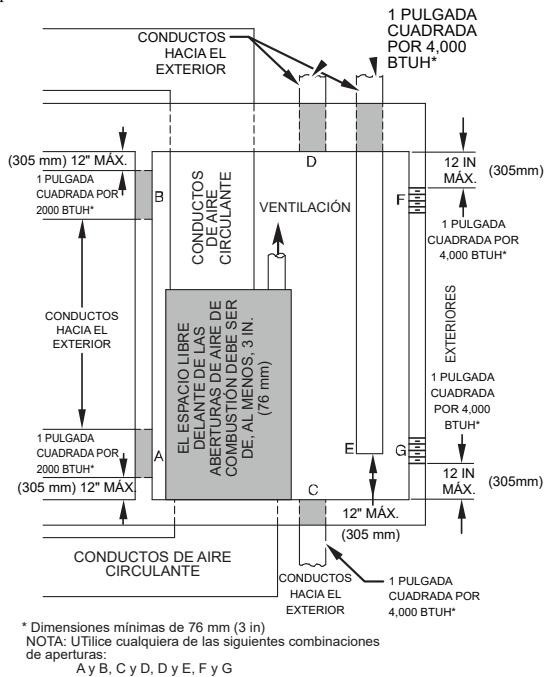 1 PULGADA
CUADRADA
POR 4,000
BTUH*
CONDUCTOS
HACIA EL
EXTERIOR
(305 mm) 12" MÁX.
1 PULGADA
CUADRADA POR
2000 BTUH*
B
D
12 IN
MÁX.
(305mm)
F
1 PULGADA
CUADRADA POR
4,000 BTUH*
CONDUCTOS
DE AIRE
CIRCULANTE
VENTILACIÓN
CONDUCTOS
HACIA EL
EXTERIOR
EL ESPACIO LIBRE
DELANTE DE LAS
ABERTURAS DE AIRE DE
COMBUSTIÓN DEBE SER
DE, AL MENOS, 3 IN.
(76 mm)
EXTERIORES
1 PULGADA
CUADRADA
POR 4,000
BTUH*
1 PULGADA
CUADRADA POR
2000 BTUH*
A
E
G
(305 mm) 12" MÁX.
C
12" MÁX.
(305 mm)
12 IN
MÁX.
(305mm)
CONDUCTOS DE AIRE
CIRCULANTE
CONDUCTOS
HACIA EL
EXTERIOR
1 PULGADA
CUADRADA POR
4,000 BTUH*
* Dimensiones mínimas de 76 mm (3 in)
NOTA: UTilice cualquiera de las siguientes combinaciones
de aperturas:
A y B, C y D, D y E, F y G